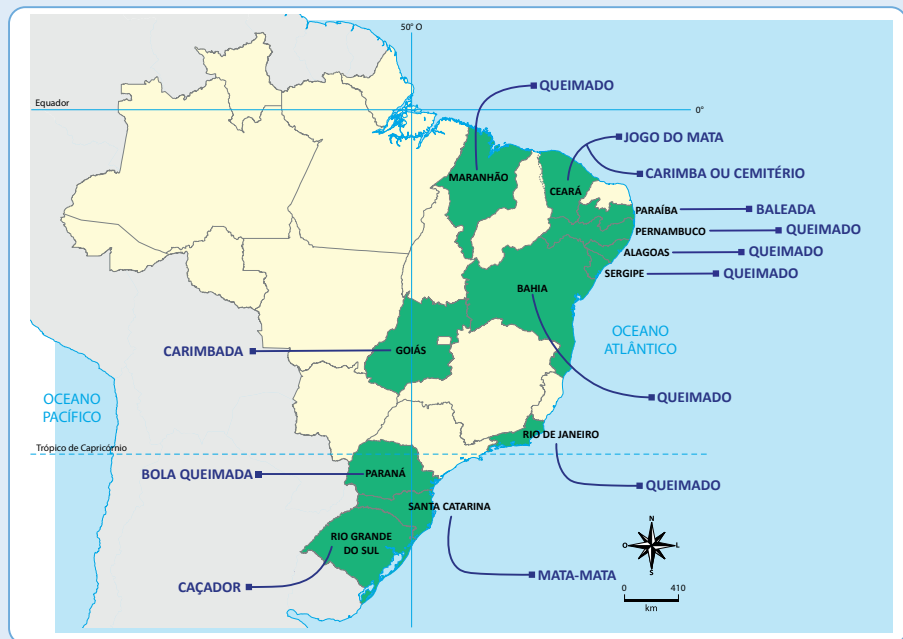 50° O
Equador
0°
QUEIMADO
MARANHÃO
JOGO DO MATA
CEARÁ
CARIMBA OU CEMITÉRIO
PARAÍBA
BALEADA
PERNAMBUCO
QUEIMADO
ALAGOAS
QUEIMADO
SERGIPE
QUEIMADO
BAHIA
QUEIMADO
OCEANO
ATLÂNTICO
CARIMBADA
GOIÁS
OCEANO
PACÍFICO
RIO DE JANEIRO
QUEIMADO
Trópico de Capricórnio
BOLA QUEIMADA
PARANÁ
SANTA CATARINA
MATA-MATA
RIO GRANDE
DO SUL
CAÇADOR
N
O
L
S
0 410
km